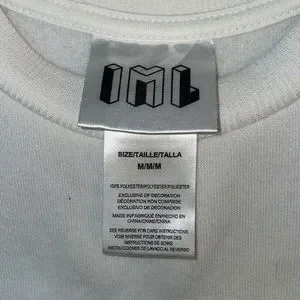 IML
SIZE/TAILLE/TALLA
M/M/M
100% POLYESTER/POLYESTER/POLIESTER
EXCLUSIVE OF DECORATION
DÉCORATION NON COMPRISE
EXCLUSIVO DE DECORACIÓN
MADE IN/FABRIQUÉ EN/HECHO EN
CHINA/CHINE/CHINA
SEE REVERSE FOR CARE INSTRUCTIONS
VOIR INVERSE POUR OBTENIR DES
INSTRUCTIONS DE SOINS
INSTRUCCIONES DE LAVADO AL REVERSO